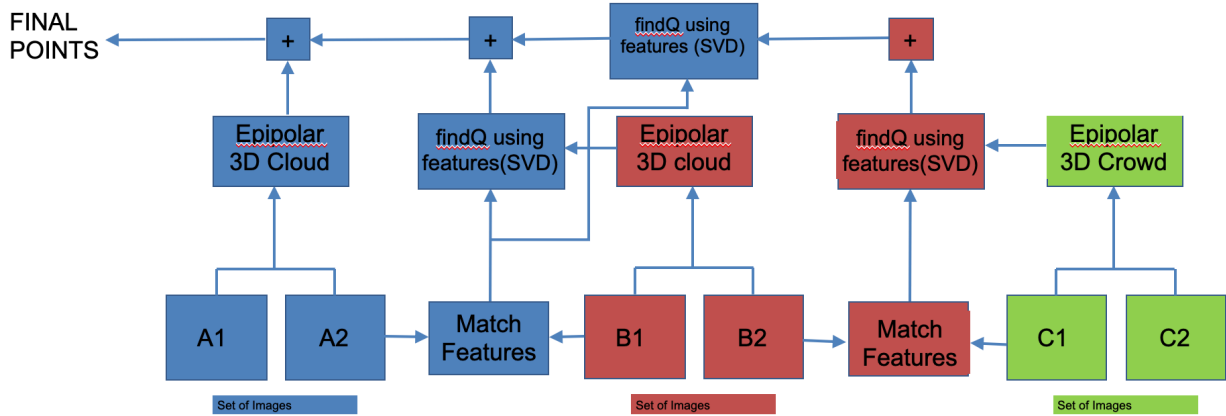 FINAL
POINTS
+
+
findQ using
features (SVD)
+
Epipolar
3D Cloud
findQ using
features(SVD)
Epipolar
3D cloud
findQ using
features(SVD)
Epipolar
3D Crowd
A1
A2
Match
Features
B1
B2
Match
Features
C1
C2
Set of Images
Set of Images
Set of Images